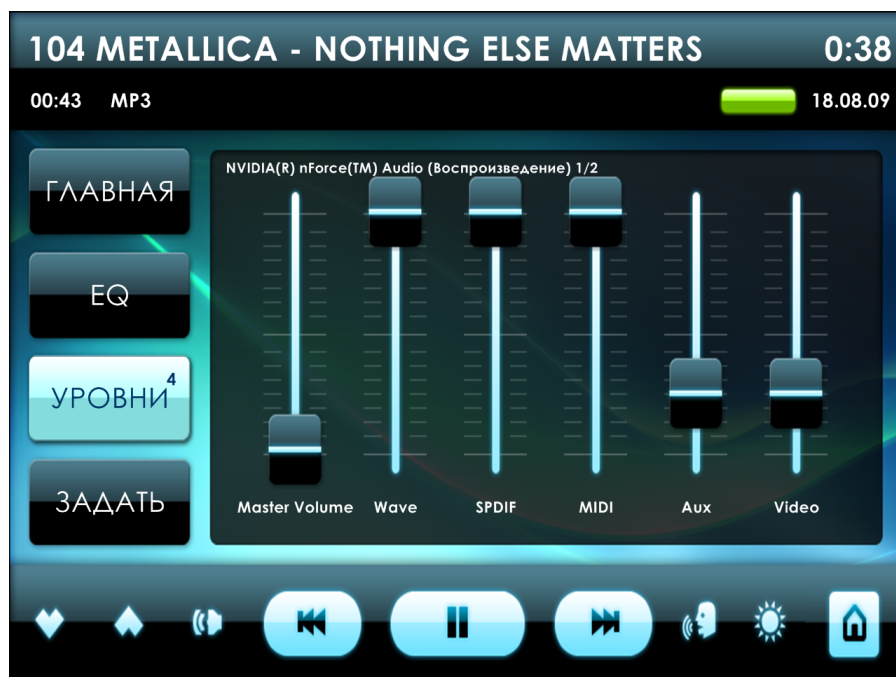 104 METALLICA - NOTHING ELSE MATTERS 0:38
00:43 MP3 18.08.09
NVIDIA(R) nForce(TM) Audio (Воспроизведение) 1/2
ГЛАВНАЯ
EQ
УРОВНИ 4
ЗАДАТЬ
Master Volume Wave SPDIF MIDI Aux Video